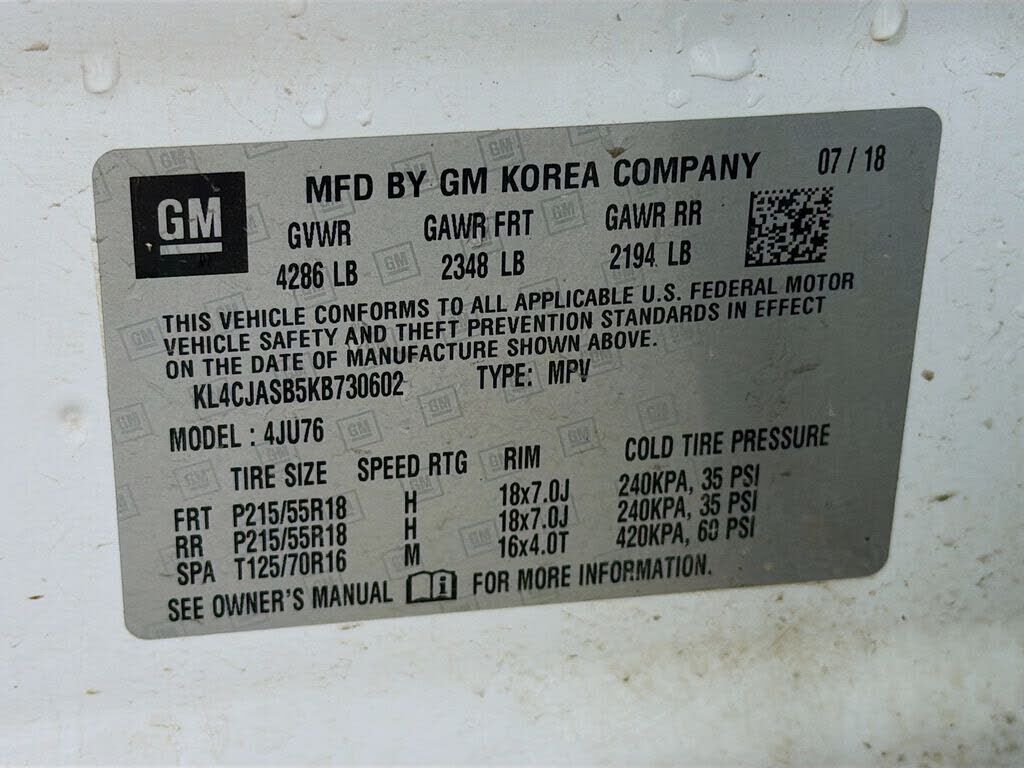 GM
MFD BY GM KOREA COMPANY 07 / 18
GVWR GAWR FRT GAWR RR
4286 LB 2348 LB 2194 LB
THIS VEHICLE CONFORMS TO ALL APPLICABLE U.S. FEDERAL MOTOR
VEHICLE SAFETY AND THEFT PREVENTION STANDARDS IN EFFECT
ON THE DATE OF MANUFACTURE SHOWN ABOVE.
KL4CJASB5KB730602 TYPE: MPV
MODEL : 4JU76
TIRE SIZE SPEED RTG RIM COLD TIRE PRESSURE
FRT P215/55R18 H 18x7.0J 240KPA, 35 PSI
RR P215/55R18 H 18x7.0J 240KPA, 35 PSI
SPA T125/70R16 M 16x4.0T 420KPA, 60 PSI
SEE OWNER'S MANUAL i FOR MORE INFORMATION.